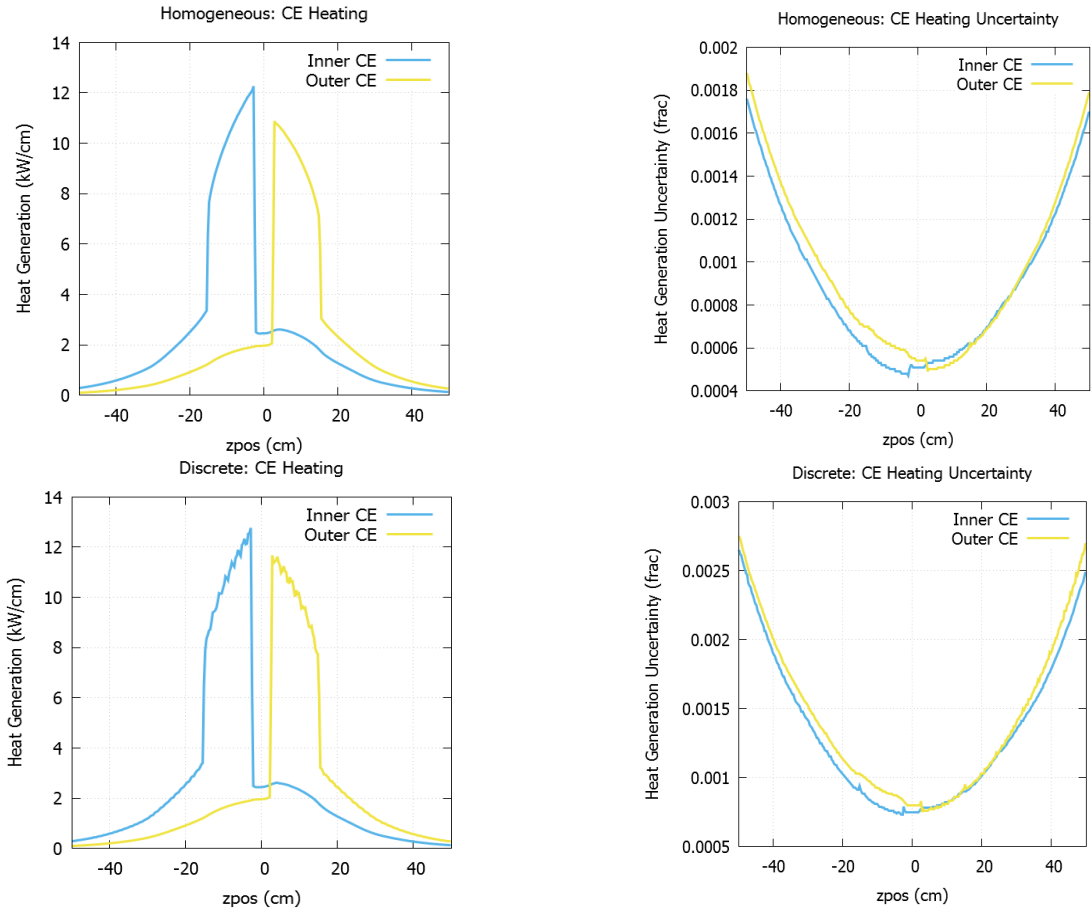 Homogeneous: CE Heating
14
12
10
8
6
4
2
0
Heat Generation (kW/cm)
Inner CE
Outer CE
-40 -20 0 20 40
zpos (cm)
Homogeneous: CE Heating Uncertainty
0.002
0.0018
0.0016
0.0014
0.0012
0.001
0.0008
0.0006
0.0004
Heat Generation Uncertainty (frac)
Inner CE
Outer CE
-40 -20 0 20 40
zpos (cm)
Discrete: CE Heating
14
12
10
8
6
4
2
0
Heat Generation (kW/cm)
Inner CE
Outer CE
-40 -20 0 20 40
zpos (cm)
Discrete: CE Heating Uncertainty
0.003
0.0025
0.002
0.0015
0.001
0.0005
Heat Generation Uncertainty (frac)
Inner CE
Outer CE
-40 -20 0 20 40
zpos (cm)